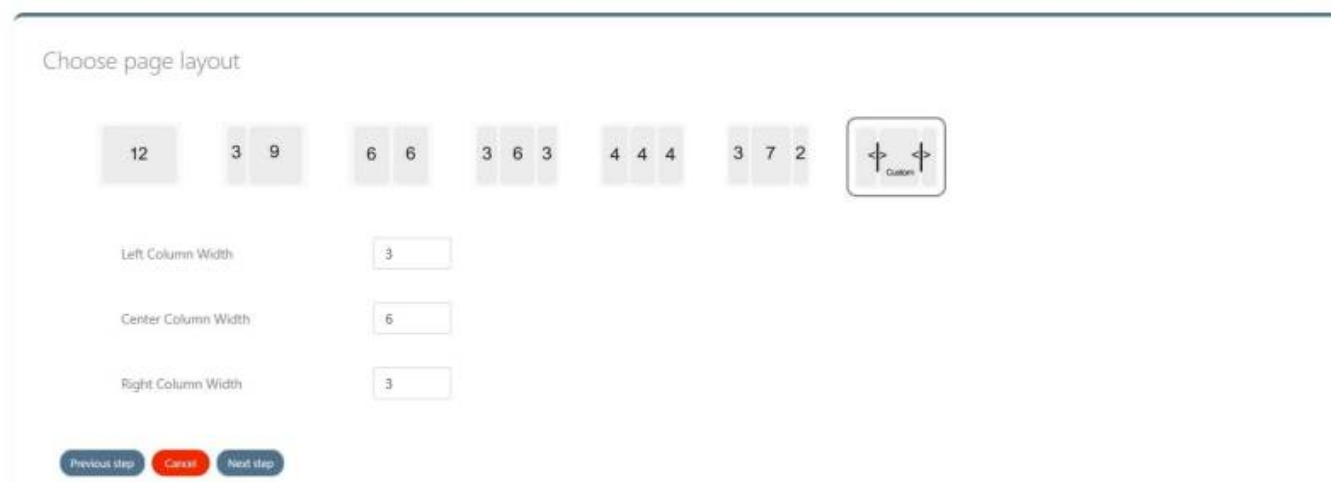 Choose page layout
12 3 9 6 6 3 6 3 4 4 4 3 7 2
Custom
Left Column Width 3
Center Column Width 6
Right Column Width 3
Previous step Cancel Next step